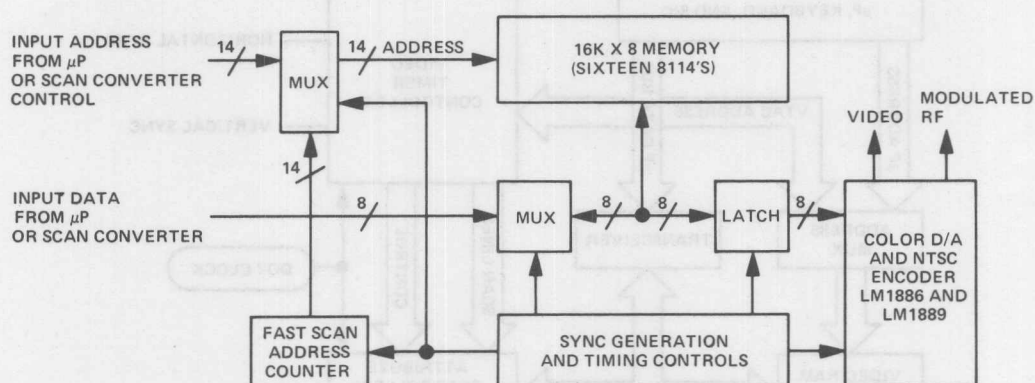 INPUT ADDRESS
FROM μP
OR SCAN CONVERTER
CONTROL
14
MUX
14
ADDRESS
16K X 8 MEMORY
(SIXTEEN 8114'S)
VIDEO
MODULATED
RF
14
INPUT DATA
FROM μP
OR SCAN CONVERTER
8
MUX
8
8
LATCH
8
COLOR D/A
AND NTSC
ENCODER
LM1886 AND
LM1889
FAST SCAN
ADDRESS
COUNTER
SYNC GENERATION
AND TIMING CONTROLS